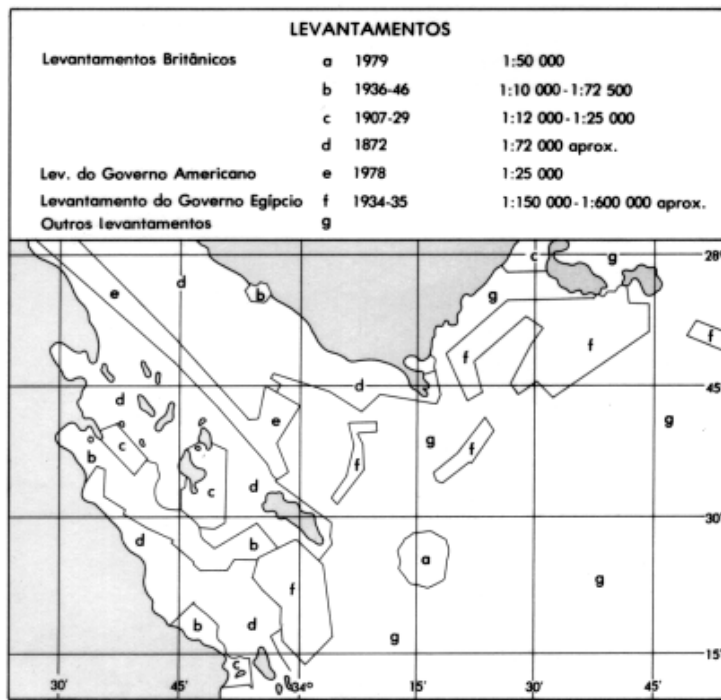 LEVANTAMENTOS
Levantamentos Britânicos a 1979 1:50 000
b 1936-46 1:10 000 - 1:72 500
c 1907-29 1:12 000 - 1:25 000
d 1872 1:72 000 aprox.
Lev. do Governo Americano e 1978 1:25 000
Levantamento do Governo Egípcio f 1934-35 1:150 000 - 1:600 000 aprox.
Outros levantamentos g
c g 28°
e d b g
f f f
d 45'
d e g
c b f f
c d 30'
d b a
f g
b d g
c 15'
30' 45' 34° 15' 30' 45'